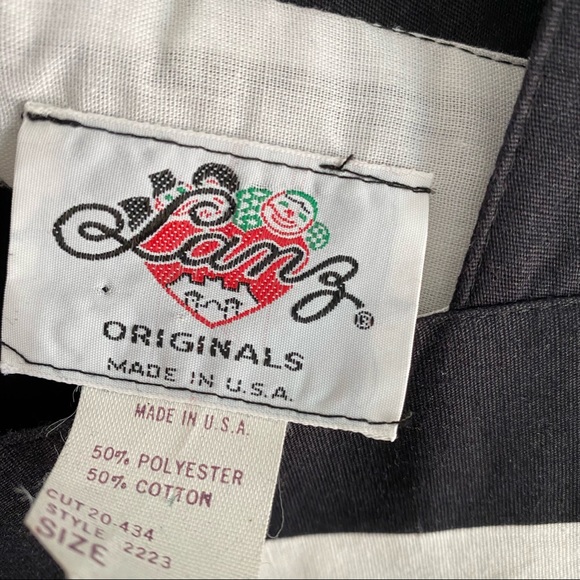 Lanz®
ORIGINALS
MADE IN U.S.A.
MADE IN U.S.A.
50% POLYESTER
50% COTTON
CUT 20-434
STYLE 2223
SIZE